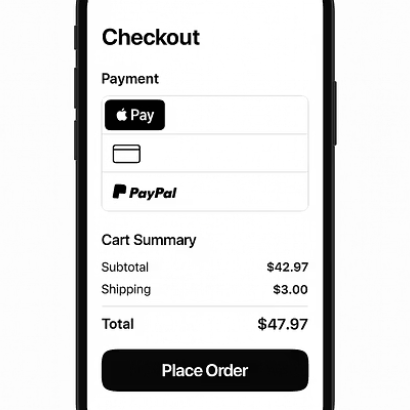 Checkout
Payment
Pay
PayPal
Cart Summary
Subtotal $42.97
Shipping $3.00
Total $47.97
Place Order